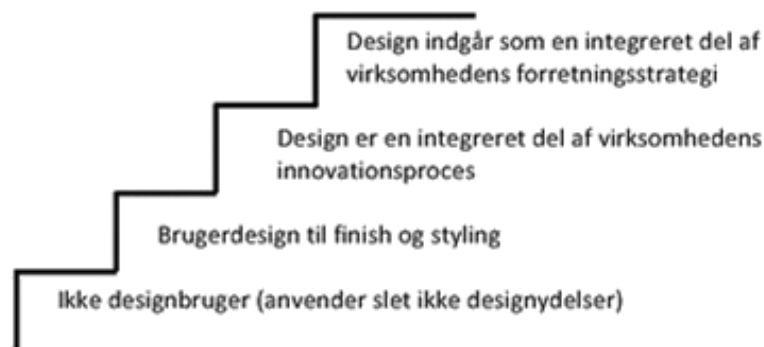 Design indgår som en integreret del af
virksomhedens forretningsstrategi
Design er en integreret del af virksomhedens
innovationsproces
Brugerdesign til finish og styling
Ikke designbruger (anvender slet ikke designydelser)